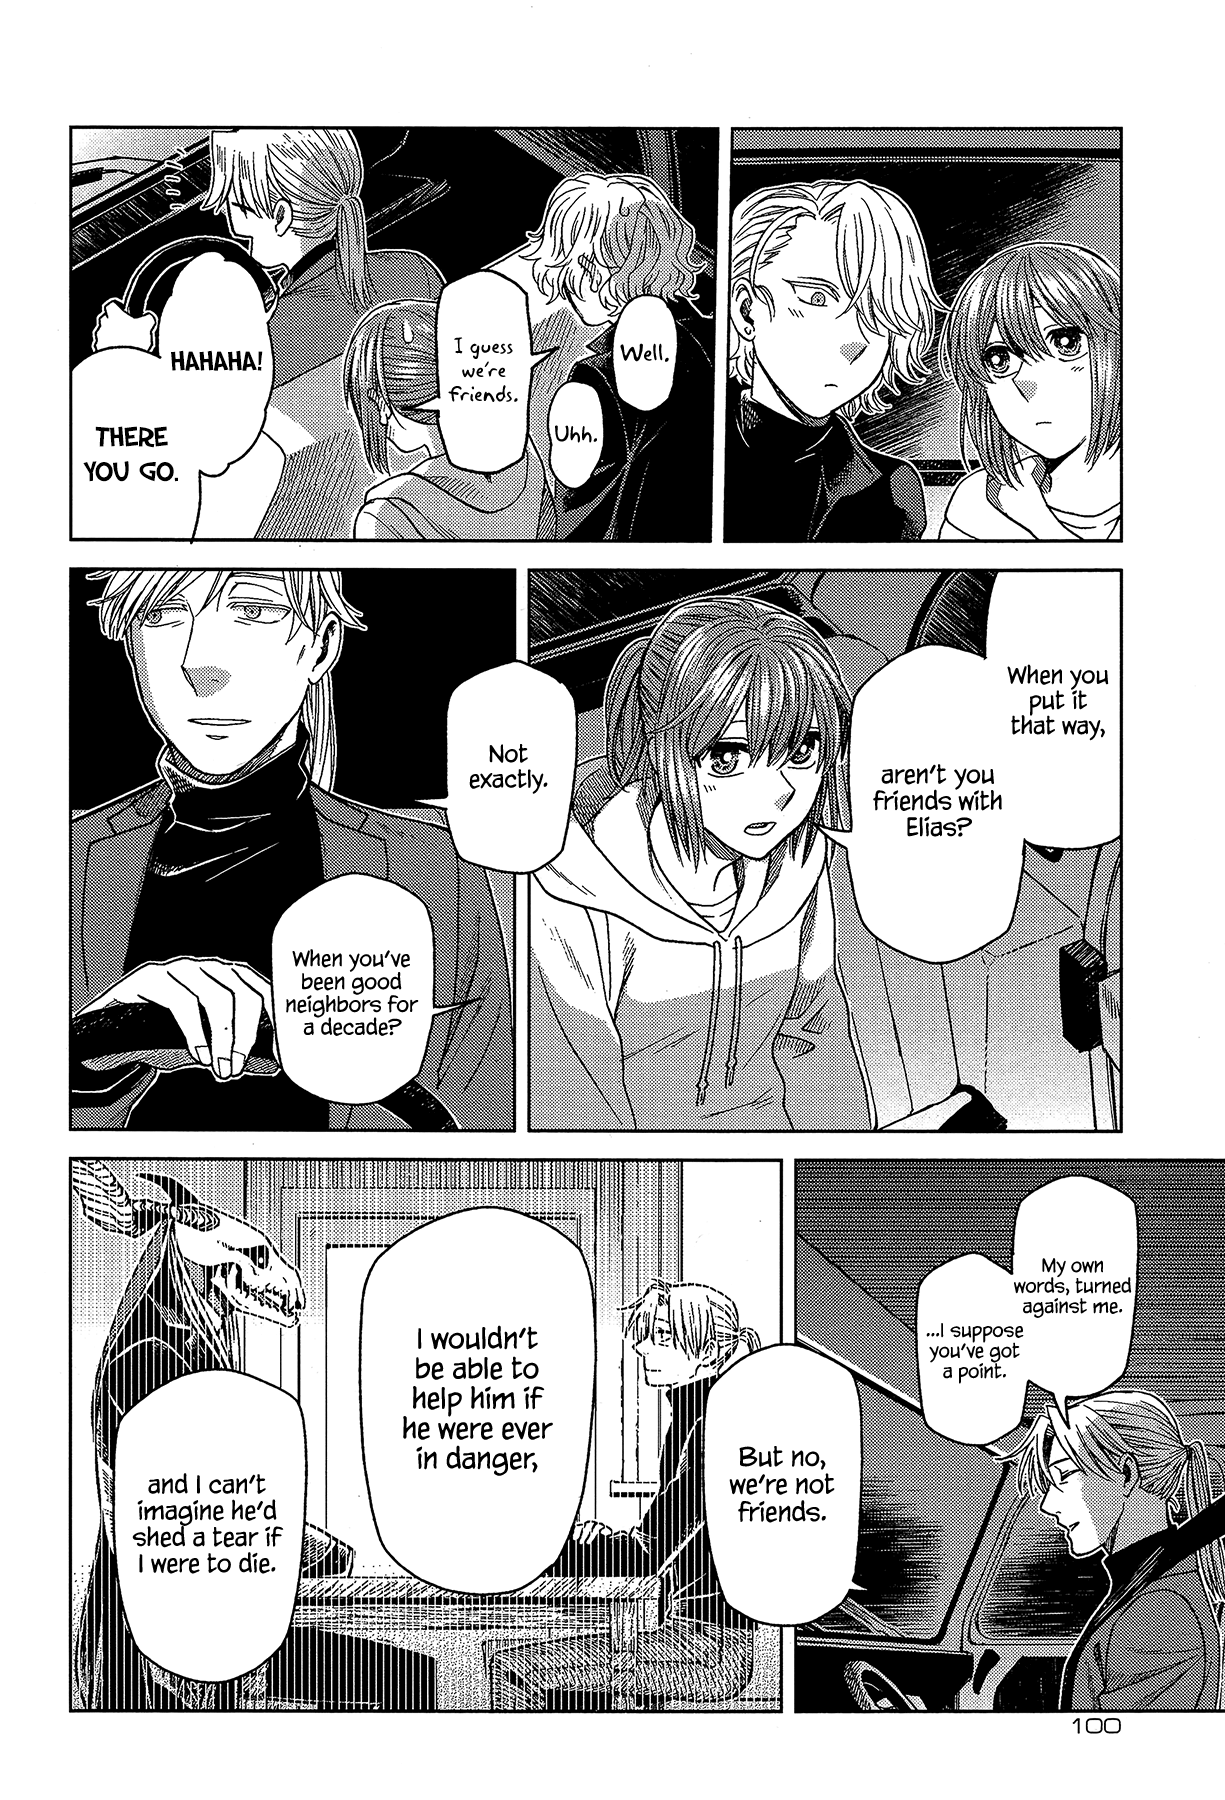 Well.
Uhh.
I guess
we're
friends.
HAHAHA!
THERE
YOU GO.
When you
put it
that way,
aren't you
friends with
Elias?
Not
exactly.
When you've
been good
neighbors for
a decade?
My own
words, turned
against me.
...I suppose
you've got
a point.
But no,
we're not
friends.
I wouldn't
be able to
help him if
he were ever
in danger,
and I can't
imagine he'd
shed a tear if
I were to die.
100